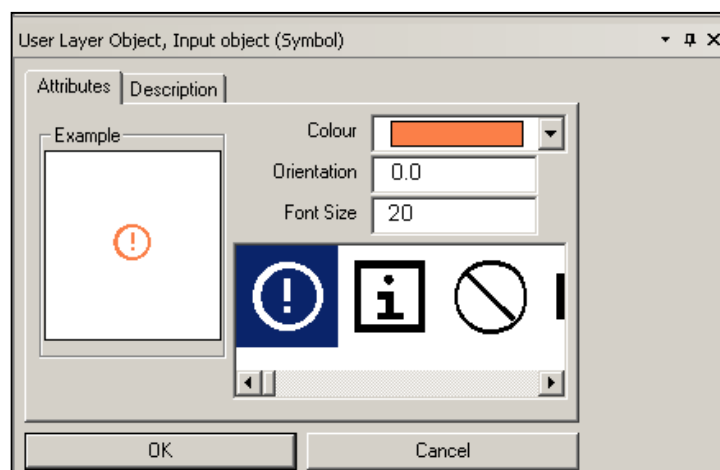 User Layer Object, Input object (Symbol)
Attributes
Description
Example
Colour
Orientation
0.0
Font Size
20
OK
Cancel